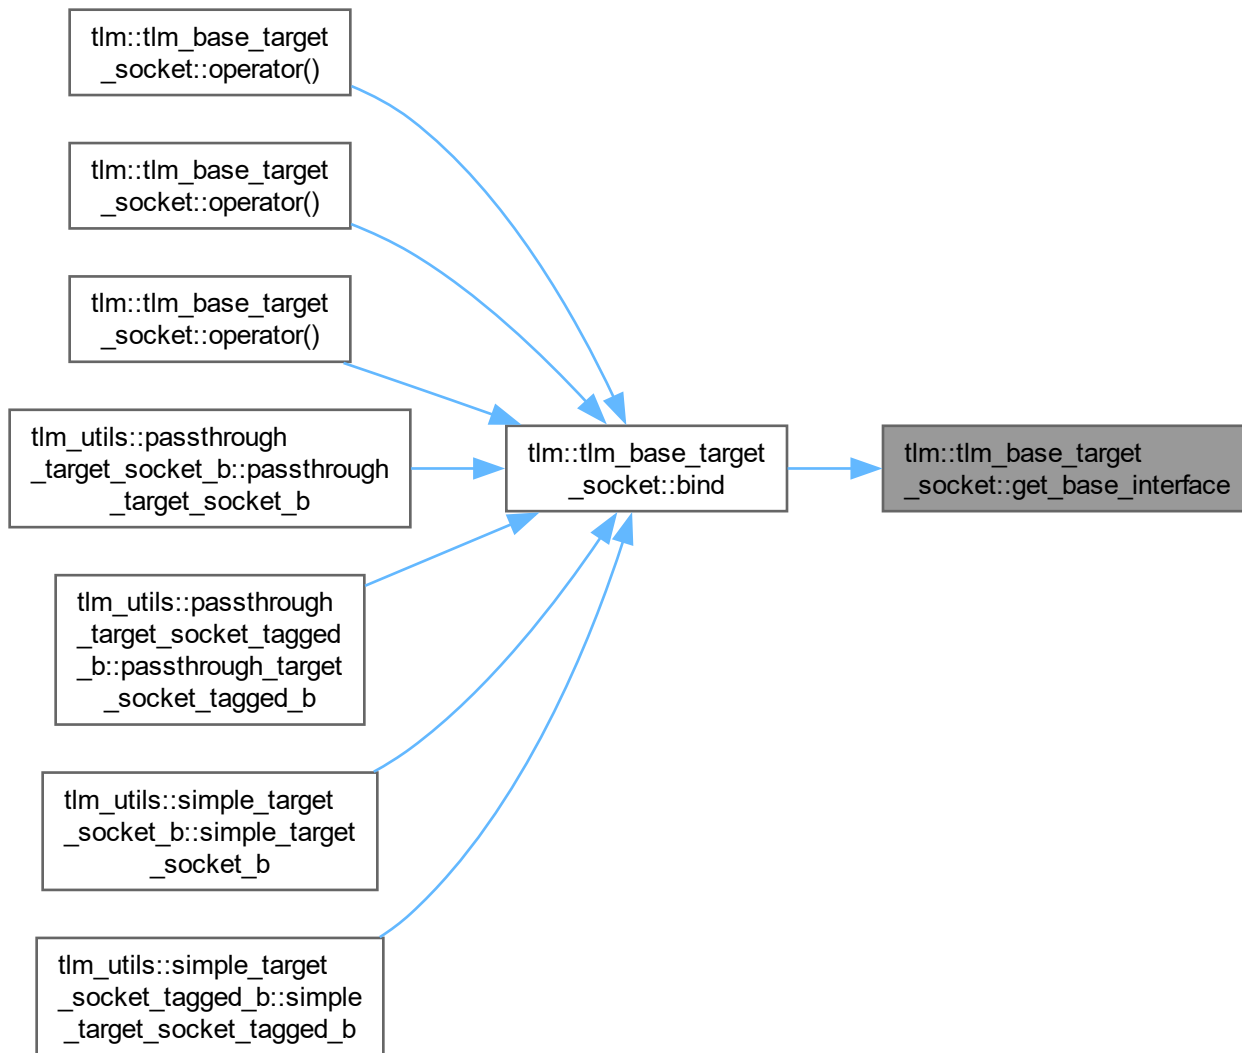 tlm::tlm_base_target
_socket::operator()
tlm::tlm_base_target
_socket::operator()
tlm::tlm_base_target
_socket::operator()
tlm_utils::passthrough
_target_socket_b::passthrough
_target_socket_b
tlm::tlm_base_target
_socket::bind
tlm::tlm_base_target
_socket::get_base_interface
tlm_utils::passthrough
_target_socket_tagged
_b::passthrough_target
_socket_tagged_b
tlm_utils::simple_target
_socket_b::simple_target
_socket_b
tlm_utils::simple_target
_socket_tagged_b::simple
_target_socket_tagged_b